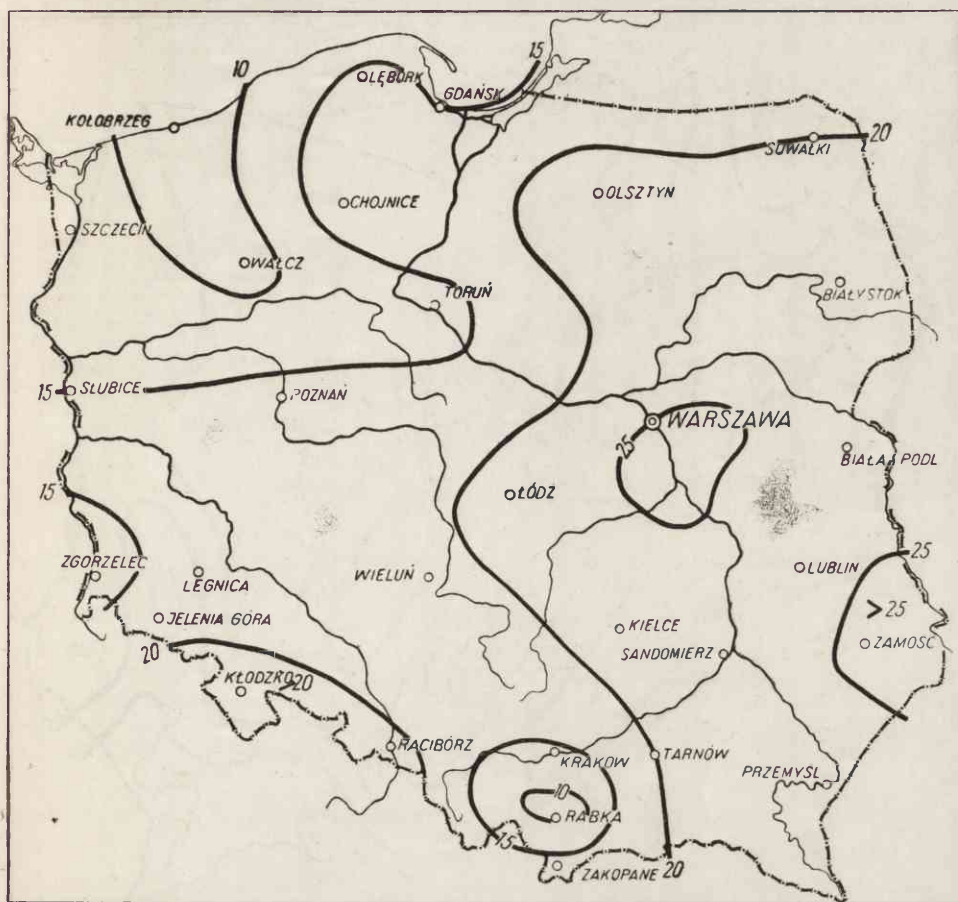 15
10
LĘBORK
GDAŃSK
KOŁOBRZEG
20
SUWAŁKI
OLSZTYN
CHOJNICE
SZCZECIN
WAŁCZ
TORUŃ
BIAŁYSTOK
15
SŁUBICE
POZNAŃ
WARSZAWA
25
BIAŁA PODL
15
ŁÓDZ
ZGORZELEC
LEGNICA
WIELUŃ
LUBLIN
25
>25
JELENIA GÓRA
KIELCE
ZAMOŚĆ
20
SANDOMIERZ
KŁODZKO
>20
RACIBÓRZ
KRAKÓW
TARNÓW
PRZEMYŚL
10
RABKA
15
ZAKOPANE
20